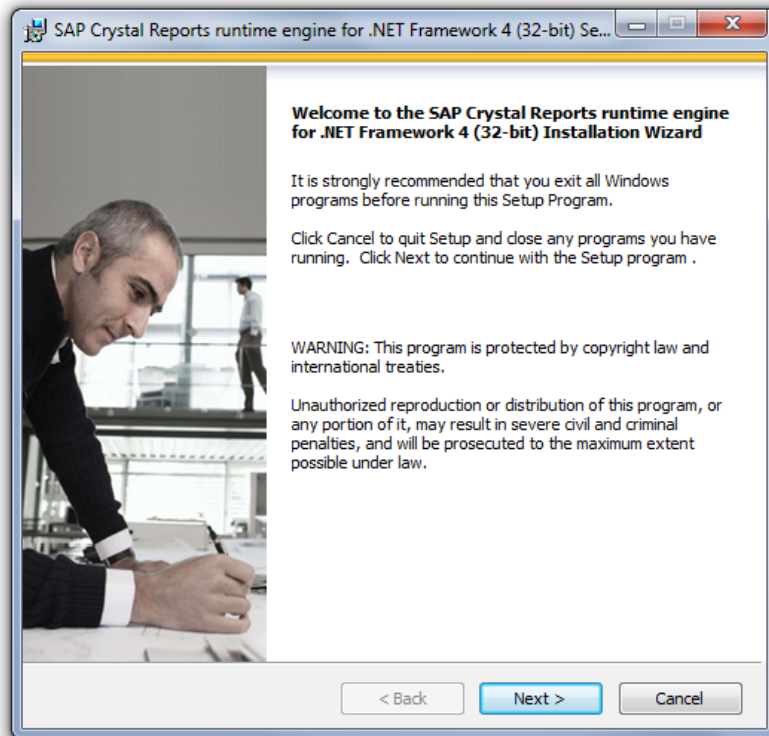 SAP Crystal Reports runtime engine for .NET Framework 4 (32-bit) Se...
Welcome to the SAP Crystal Reports runtime engine
for .NET Framework 4 (32-bit) Installation Wizard
It is strongly recommended that you exit all Windows
programs before running this Setup Program.
Click Cancel to quit Setup and close any programs you have
running.  Click Next to continue with the Setup program .
WARNING: This program is protected by copyright law and
international treaties.
Unauthorized reproduction or distribution of this program, or
any portion of it, may result in severe civil and criminal
penalties, and will be prosecuted to the maximum extent
possible under law.
< Back Next > Cancel